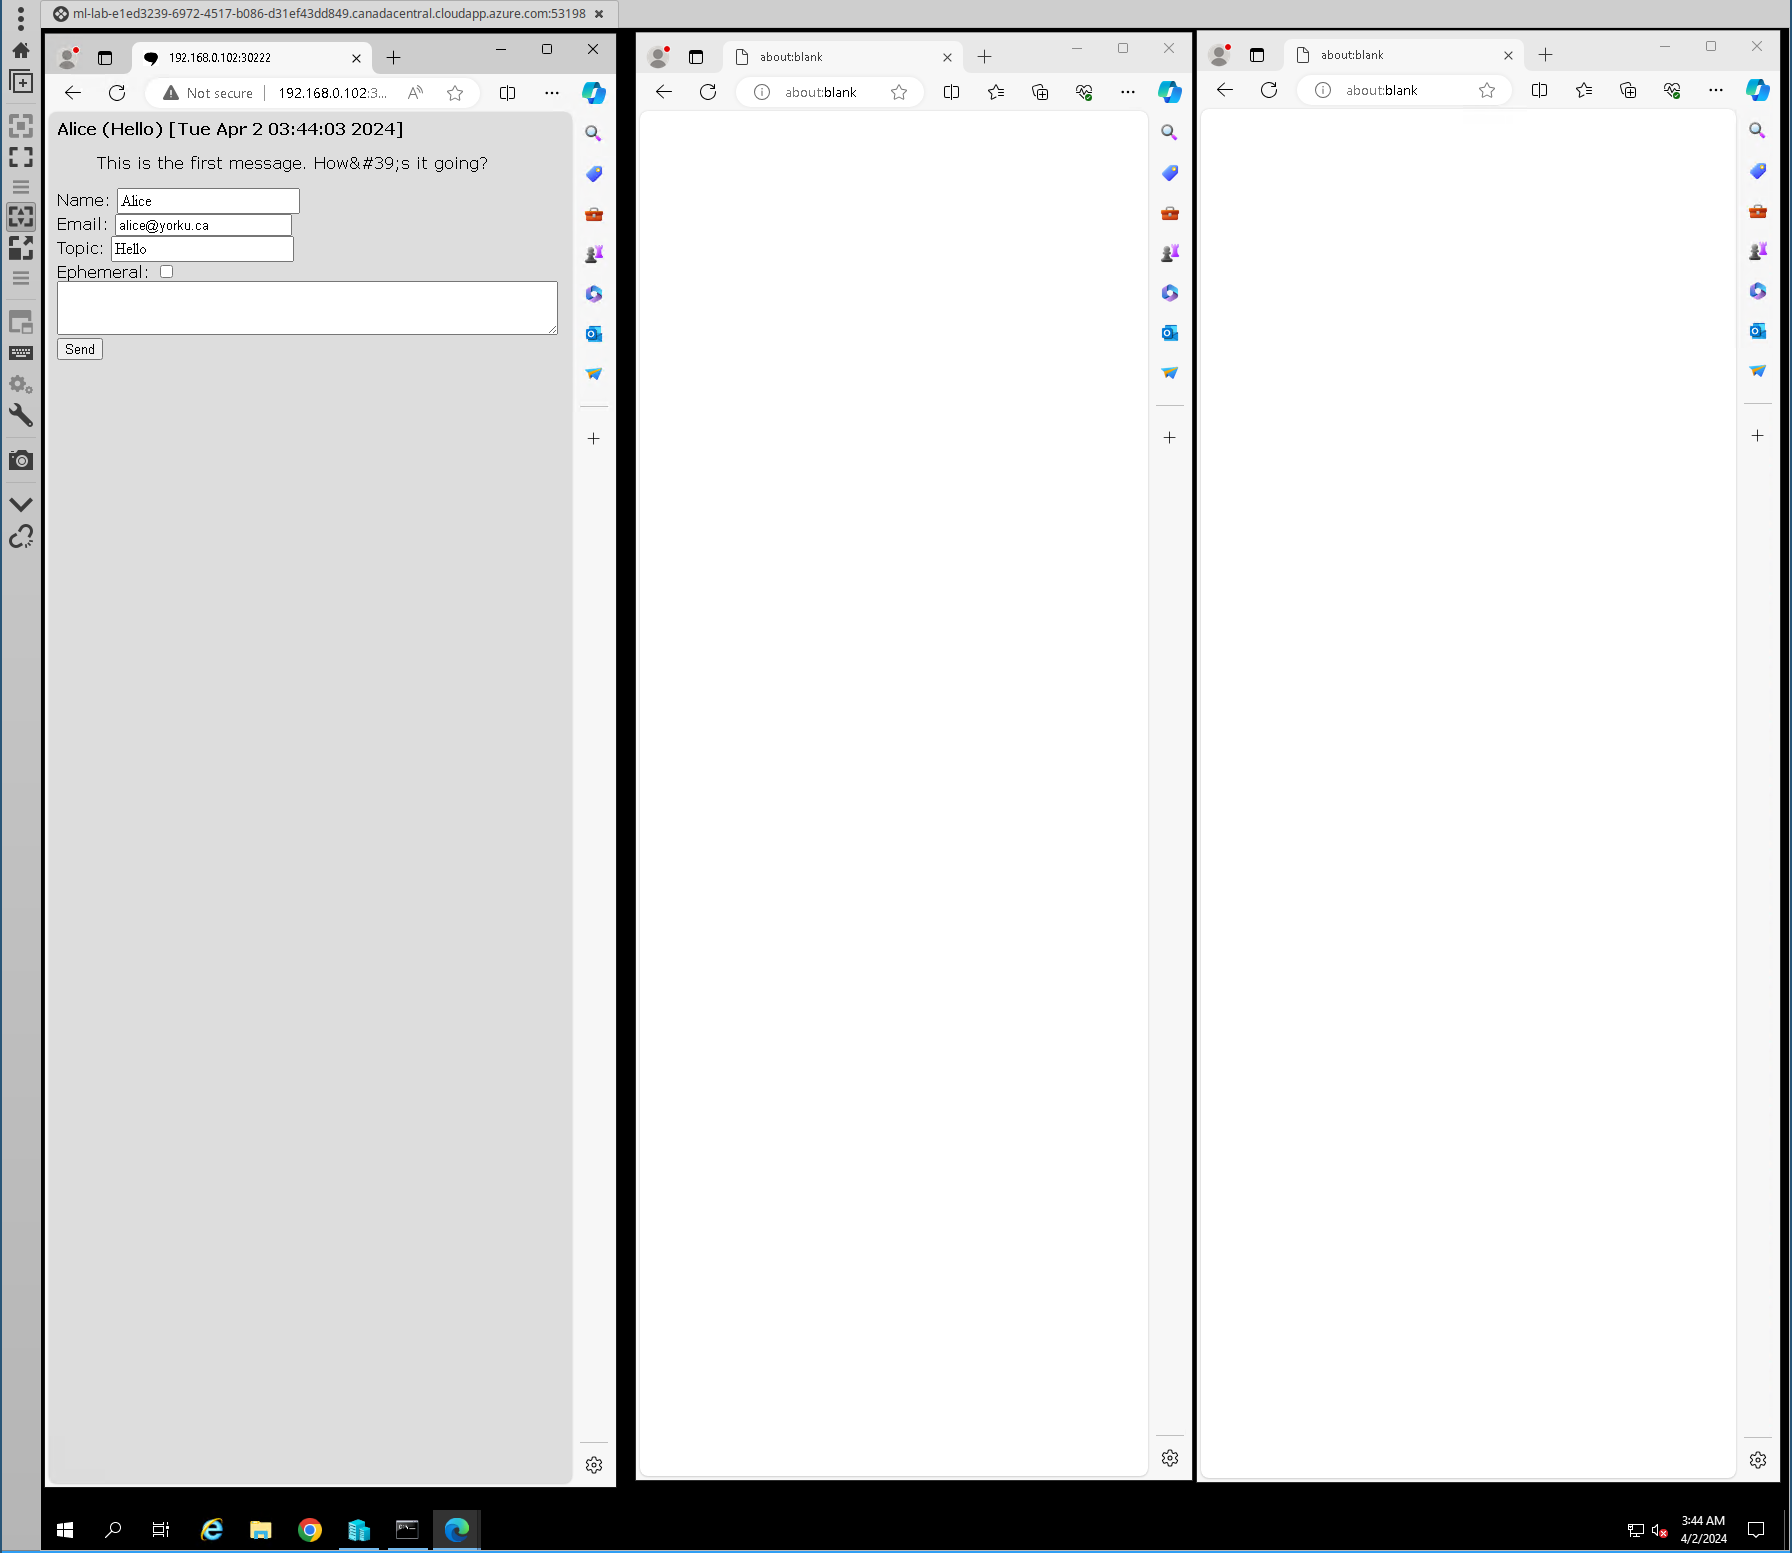 ml-lab-e1ed3239-6972-4517-b086-d31ef43dd849.canadacentral.cloudapp.azure.com:53198
192.168.0.102:30222
Not secure
192.168.0.102:3...
Alice (Hello) [Tue Apr 2 03:44:03 2024]
This is the first message. How&#39;s it going?
Name: Alice
Email: alice@yorku.ca
Topic: Hello
Ephemeral:
Send
about:blank
about:blank
about:blank
about:blank
3:44 AM
4/2/2024